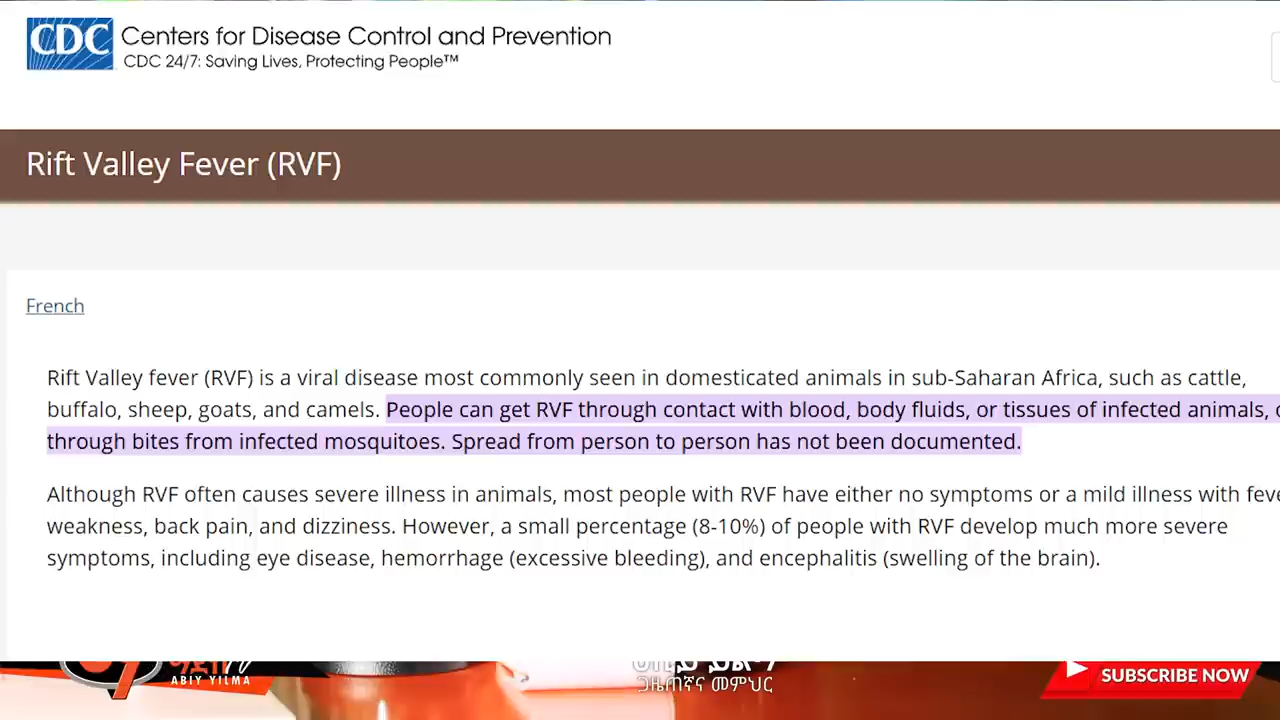 CDC
Centers for Disease Control and Prevention
CDC 24/7: Saving Lives, Protecting People™
Rift Valley Fever (RVF)
French
Rift Valley fever (RVF) is a viral disease most commonly seen in domesticated animals in sub-Saharan Africa, such as cattle,
buffalo, sheep, goats, and camels. People can get RVF through contact with blood, body fluids, or tissues of infected animals,
through bites from infected mosquitoes. Spread from person to person has not been documented.
Although RVF often causes severe illness in animals, most people with RVF have either no symptoms or a mild illness with
weakness, back pain, and dizziness. However, a small percentage (8-10%) of people with RVF develop much more severe
symptoms, including eye disease, hemorrhage (excessive bleeding), and encephalitis (swelling of the brain).
ABIY YILMA
ጋዜጠኛና መምህር
SUBSCRIBE NOW